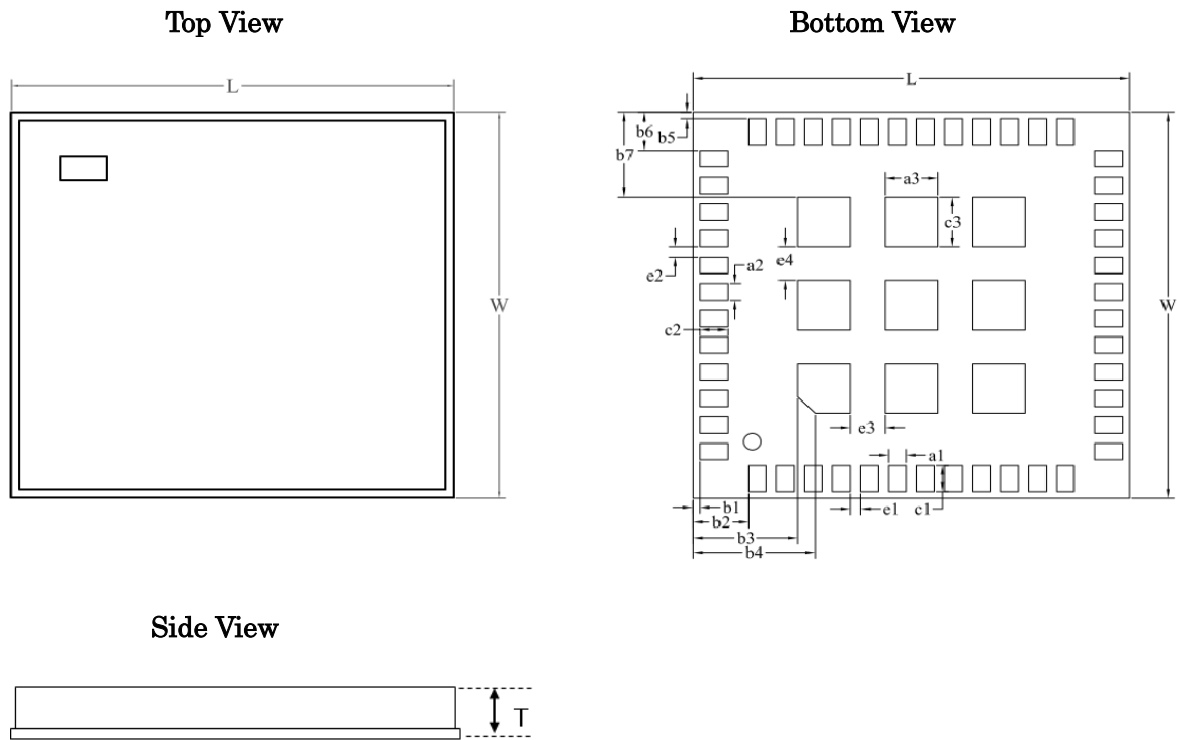 Top View
Bottom View
L
L
b6
b5
b7
a3
c3
e2
a2
e4
W
W
c2
e3
a1
b1
e1
c1
b2
b3
b4
Side View
T